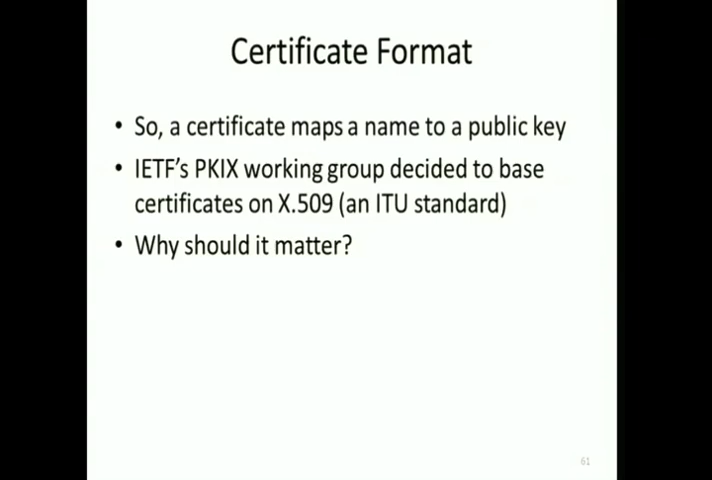 Certificate Format
• So, a certificate maps a name to a public key
• IETF's PKIX working group decided to base
certificates on X.509 (an ITU standard)
• Why should it matter?
61